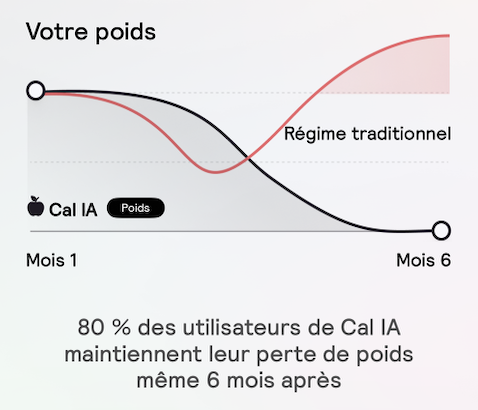 Votre poids
Régime traditionnel
Cal IA Poids
Mois 1 Mois 6
80 % des utilisateurs de Cal IA
maintiennent leur perte de poids
même 6 mois après